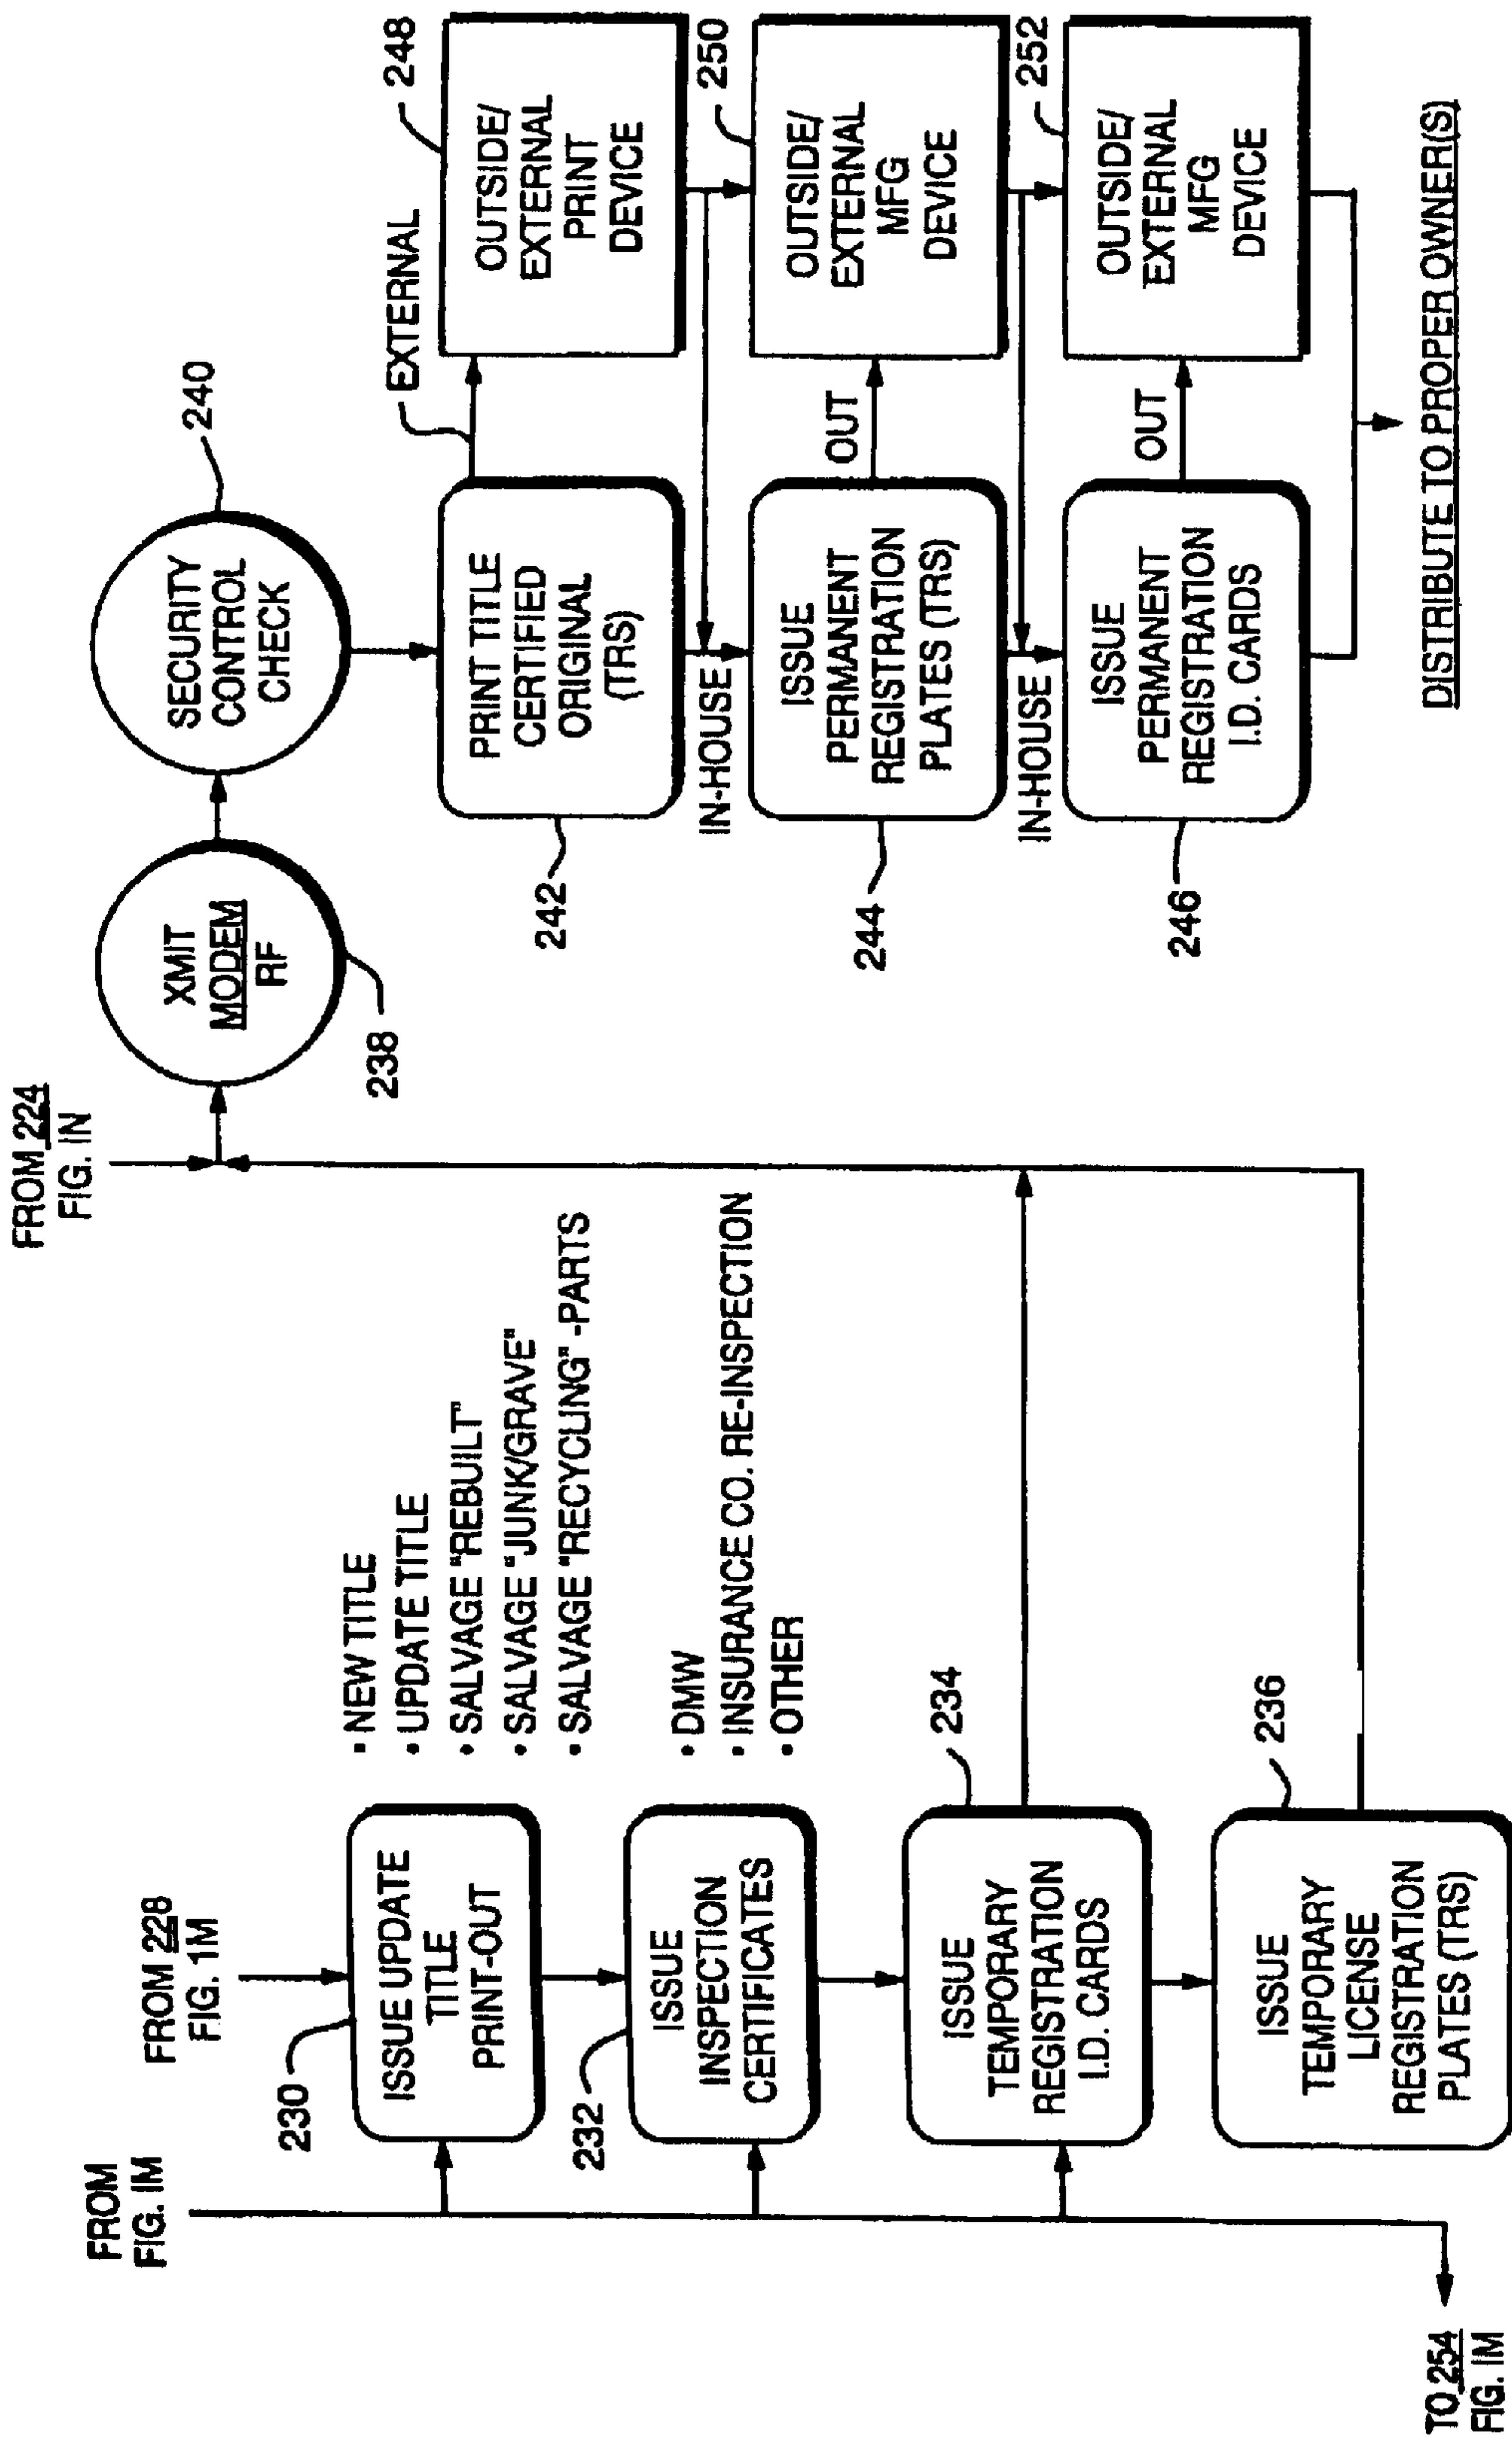 FROM
FIG. IM
FROM 228
FIG. 1M
230
ISSUE UPDATE
TITLE
PRINT-OUT
• NEW TITLE
• UPDATE TITLE
• SALVAGE "REBUILT"
• SALVAGE "JUNK/GRAVE"
• SALVAGE "RECYCLING" -PARTS
232
ISSUE
INSPECTION
CERTIFICATES
• DMW
• INSURANCE CO. RE-INSPECTION
• OTHER
234
ISSUE
TEMPORARY
REGISTRATION
I.D. CARDS
236
ISSUE
TEMPORARY
LICENSE
REGISTRATION
PLATES (TRS)
TO 254
FIG. IM
FROM 224
FIG. IN
XMIT
MODEM
RF
238
SECURITY
CONTROL
CHECK
240
PRINT TITLE
CERTIFIED
ORIGINAL
(TRS)
242
EXTERNAL
OUTSIDE/
EXTERNAL
PRINT
DEVICE
248
IN-HOUSE
ISSUE
PERMANENT
REGISTRATION
PLATES (TRS)
244
OUT
OUTSIDE/
EXTERNAL
MFG
DEVICE
250
IN-HOUSE
ISSUE
PERMANENT
REGISTRATION
I.D. CARDS
246
OUT
OUTSIDE/
EXTERNAL
MFG
DEVICE
252
DISTRIBUTE TO PROPER OWNER(S)